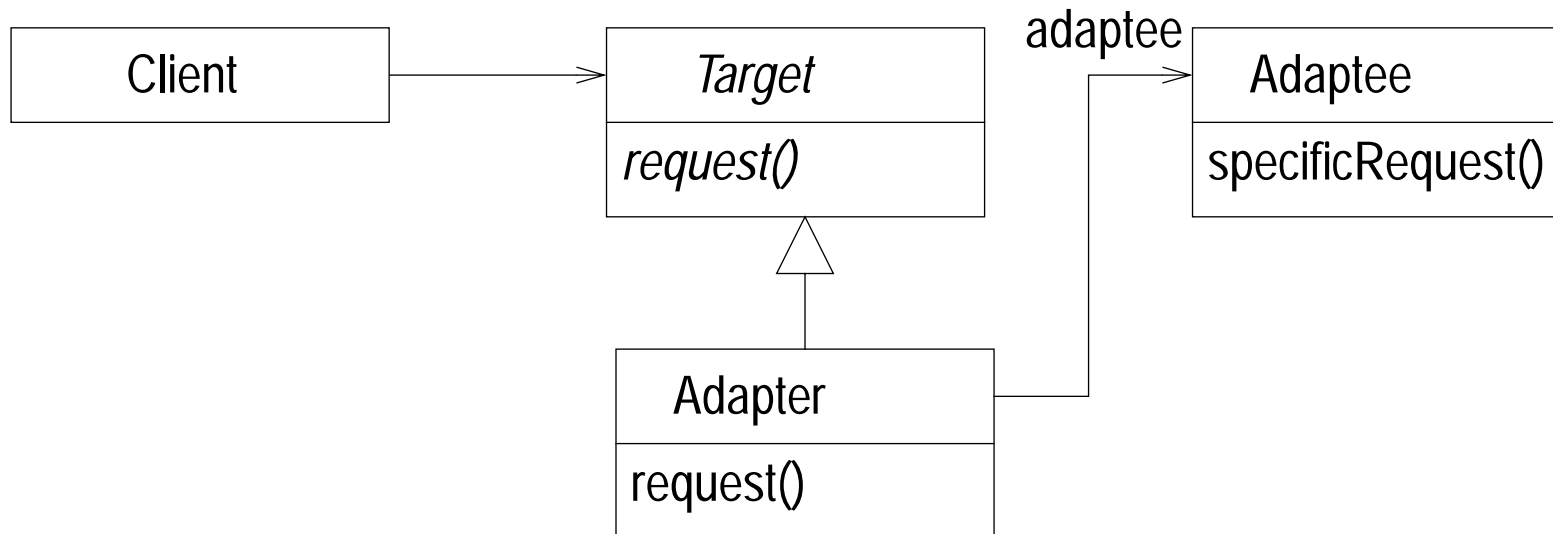 Client
Target
request()
adaptee
Adaptee
specificRequest()
Adapter
request()